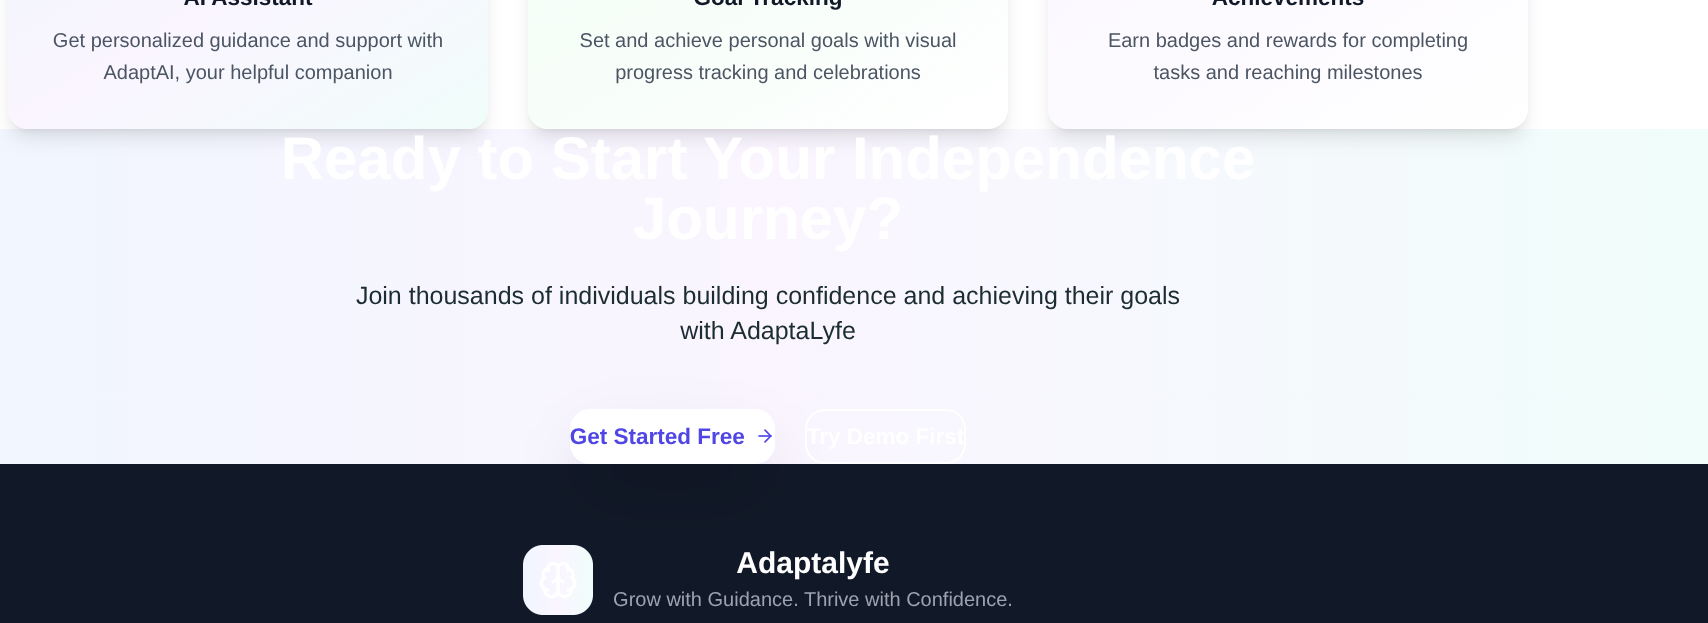 AI Assistant
Goal Tracking
Achievements
Get personalized guidance and support with
AdaptAI, your helpful companion
Set and achieve personal goals with visual
progress tracking and celebrations
Earn badges and rewards for completing
tasks and reaching milestones
Ready to Start Your Independence
Journey?
Join thousands of individuals building confidence and achieving their goals
with AdaptaLyfe
Get Started Free
Try Demo First
Adaptalyfe
Grow with Guidance. Thrive with Confidence.